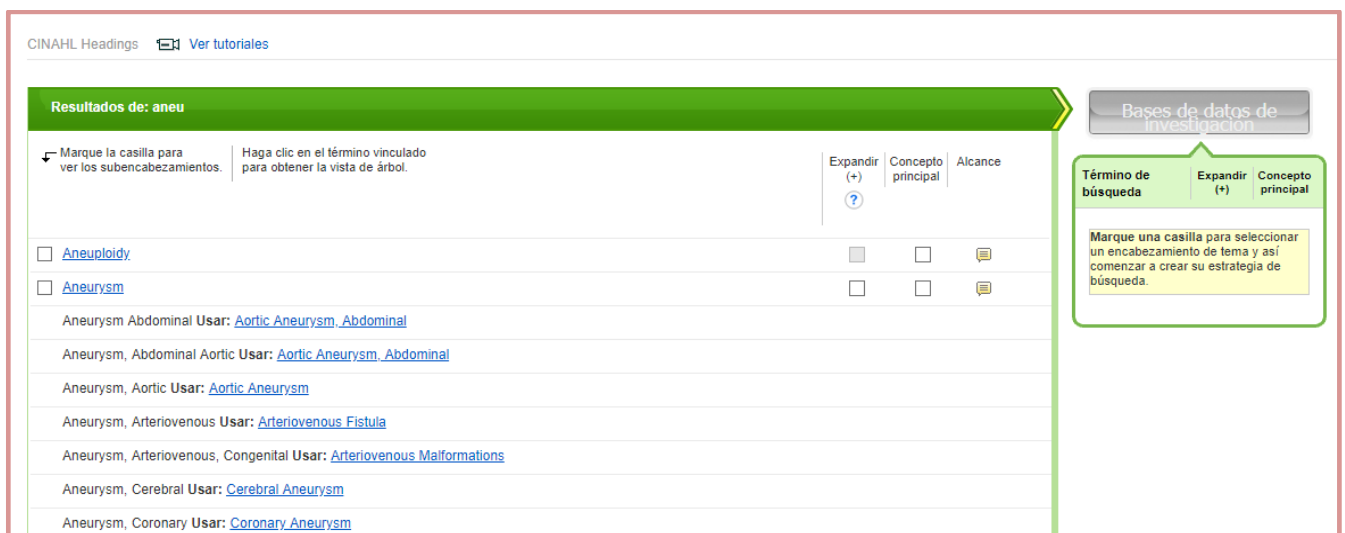 CINAHL Headings Ver tutoriales
Resultados de: aneu
Marque la casilla para
ver los subencabezamientos.
Haga clic en el término vinculado
para obtener la vista de árbol.
Expandir
(+)
?
Concepto
principal
Alcance
Aneuploidy
Aneurysm
Aneurysm Abdominal Usar: Aortic Aneurysm, Abdominal
Aneurysm, Abdominal Aortic Usar: Aortic Aneurysm, Abdominal
Aneurysm, Aortic Usar: Aortic Aneurysm
Aneurysm, Arteriovenous Usar: Arteriovenous Fistula
Aneurysm, Arteriovenous, Congenital Usar: Arteriovenous Malformations
Aneurysm, Cerebral Usar: Cerebral Aneurysm
Aneurysm, Coronary Usar: Coronary Aneurysm
Bases de datos de
investigación
Término de
búsqueda
Expandir
(+)
Concepto
principal
Marque una casilla para seleccionar
un encabezamiento de tema y así
comenzar a crear su estrategia de
búsqueda.